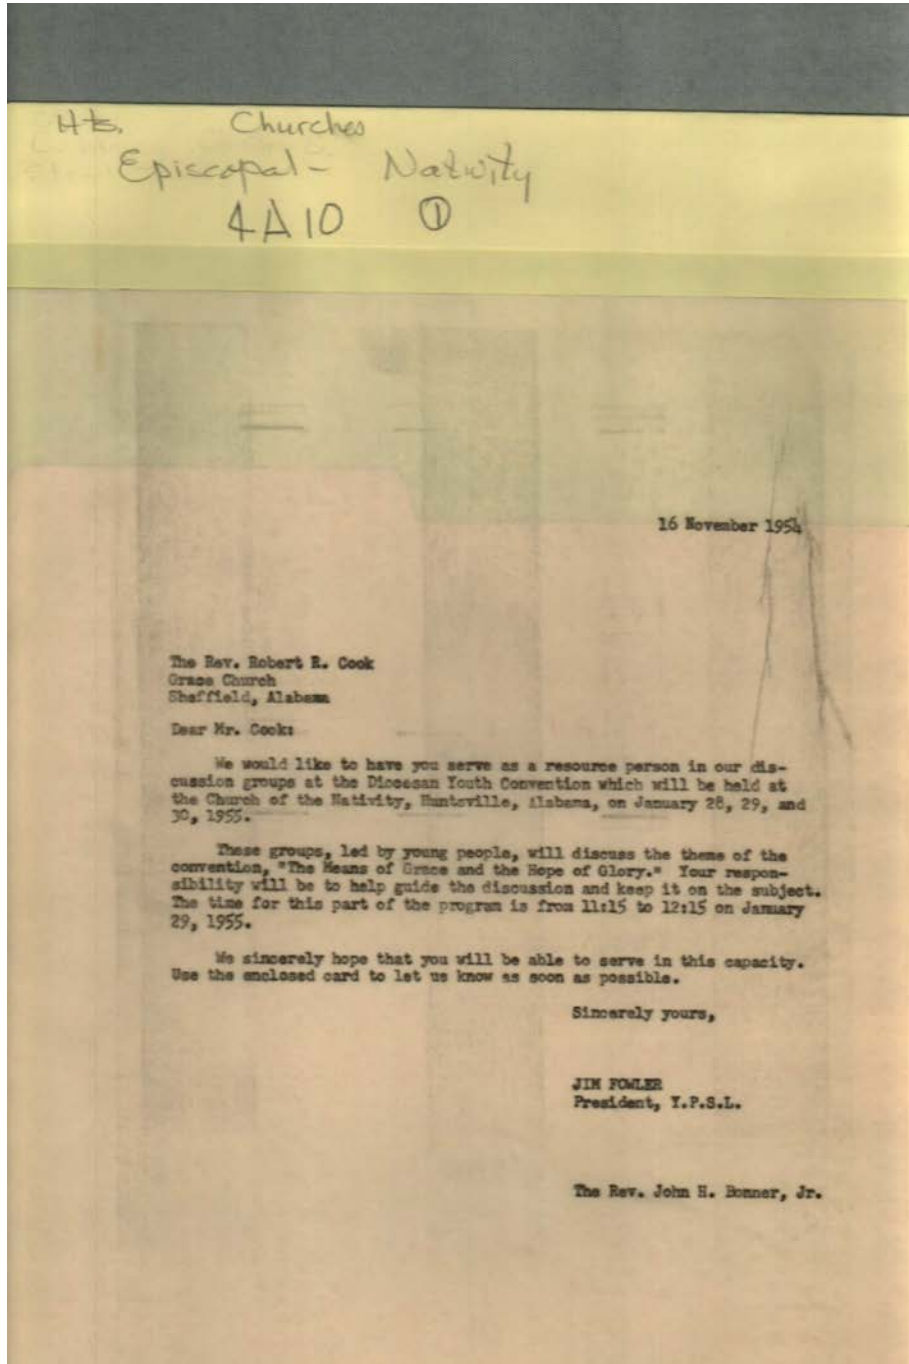 Hts. Churches
Episcopal - Nativity
4A10 ①
16 November 1954
The Rev. Robert R. Cook
Grace Church
Sheffield, Alabama
Dear Mr. Cook:
We would like to have you serve as a resource person in our dis-
cussion groups at the Diocesan Youth Convention which will be held at
the Church of the Nativity, Huntsville, Alabama, on January 28, 29, and
30, 1955.
These groups, led by young people, will discuss the theme of the
convention, "The Means of Grace and the Hope of Glory." Your respon-
sibility will be to help guide the discussion and keep it on the subject.
The time for this part of the program is from 11:15 to 12:15 on January
29, 1955.
We sincerely hope that you will be able to serve in this capacity.
Use the enclosed card to let us know as soon as possible.
Sincerely yours,
JIM FOWLER
President, Y.P.S.L.
The Rev. John H. Bonner, Jr.